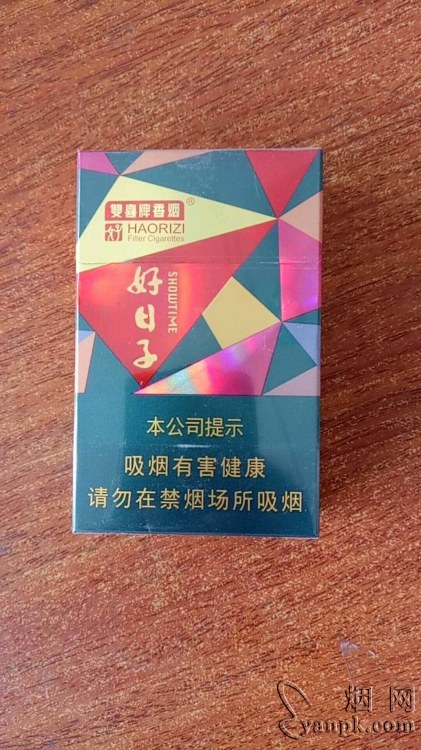 雙喜牌香烟®
HAORIZI
Filter Cigarettes
好日子
SHOWTIME
本公司提示
吸烟有害健康
请勿在禁烟场所吸烟
烟网
yanpk.com